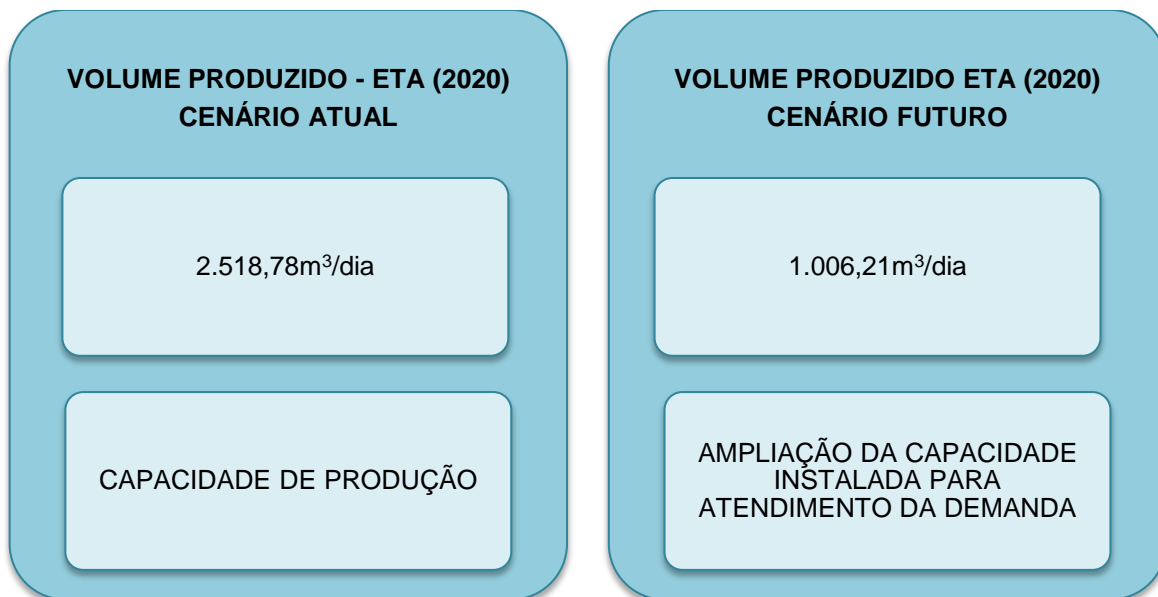 VOLUME PRODUZIDO - ETA (2020)
CENÁRIO ATUAL
2.518,78m³/dia
CAPACIDADE DE PRODUÇÃO
VOLUME PRODUZIDO ETA (2020)
CENÁRIO FUTURO
1.006,21m³/dia
AMPLIAÇÃO DA CAPACIDADE
INSTALADA PARA
ATENDIMENTO DA DEMANDA